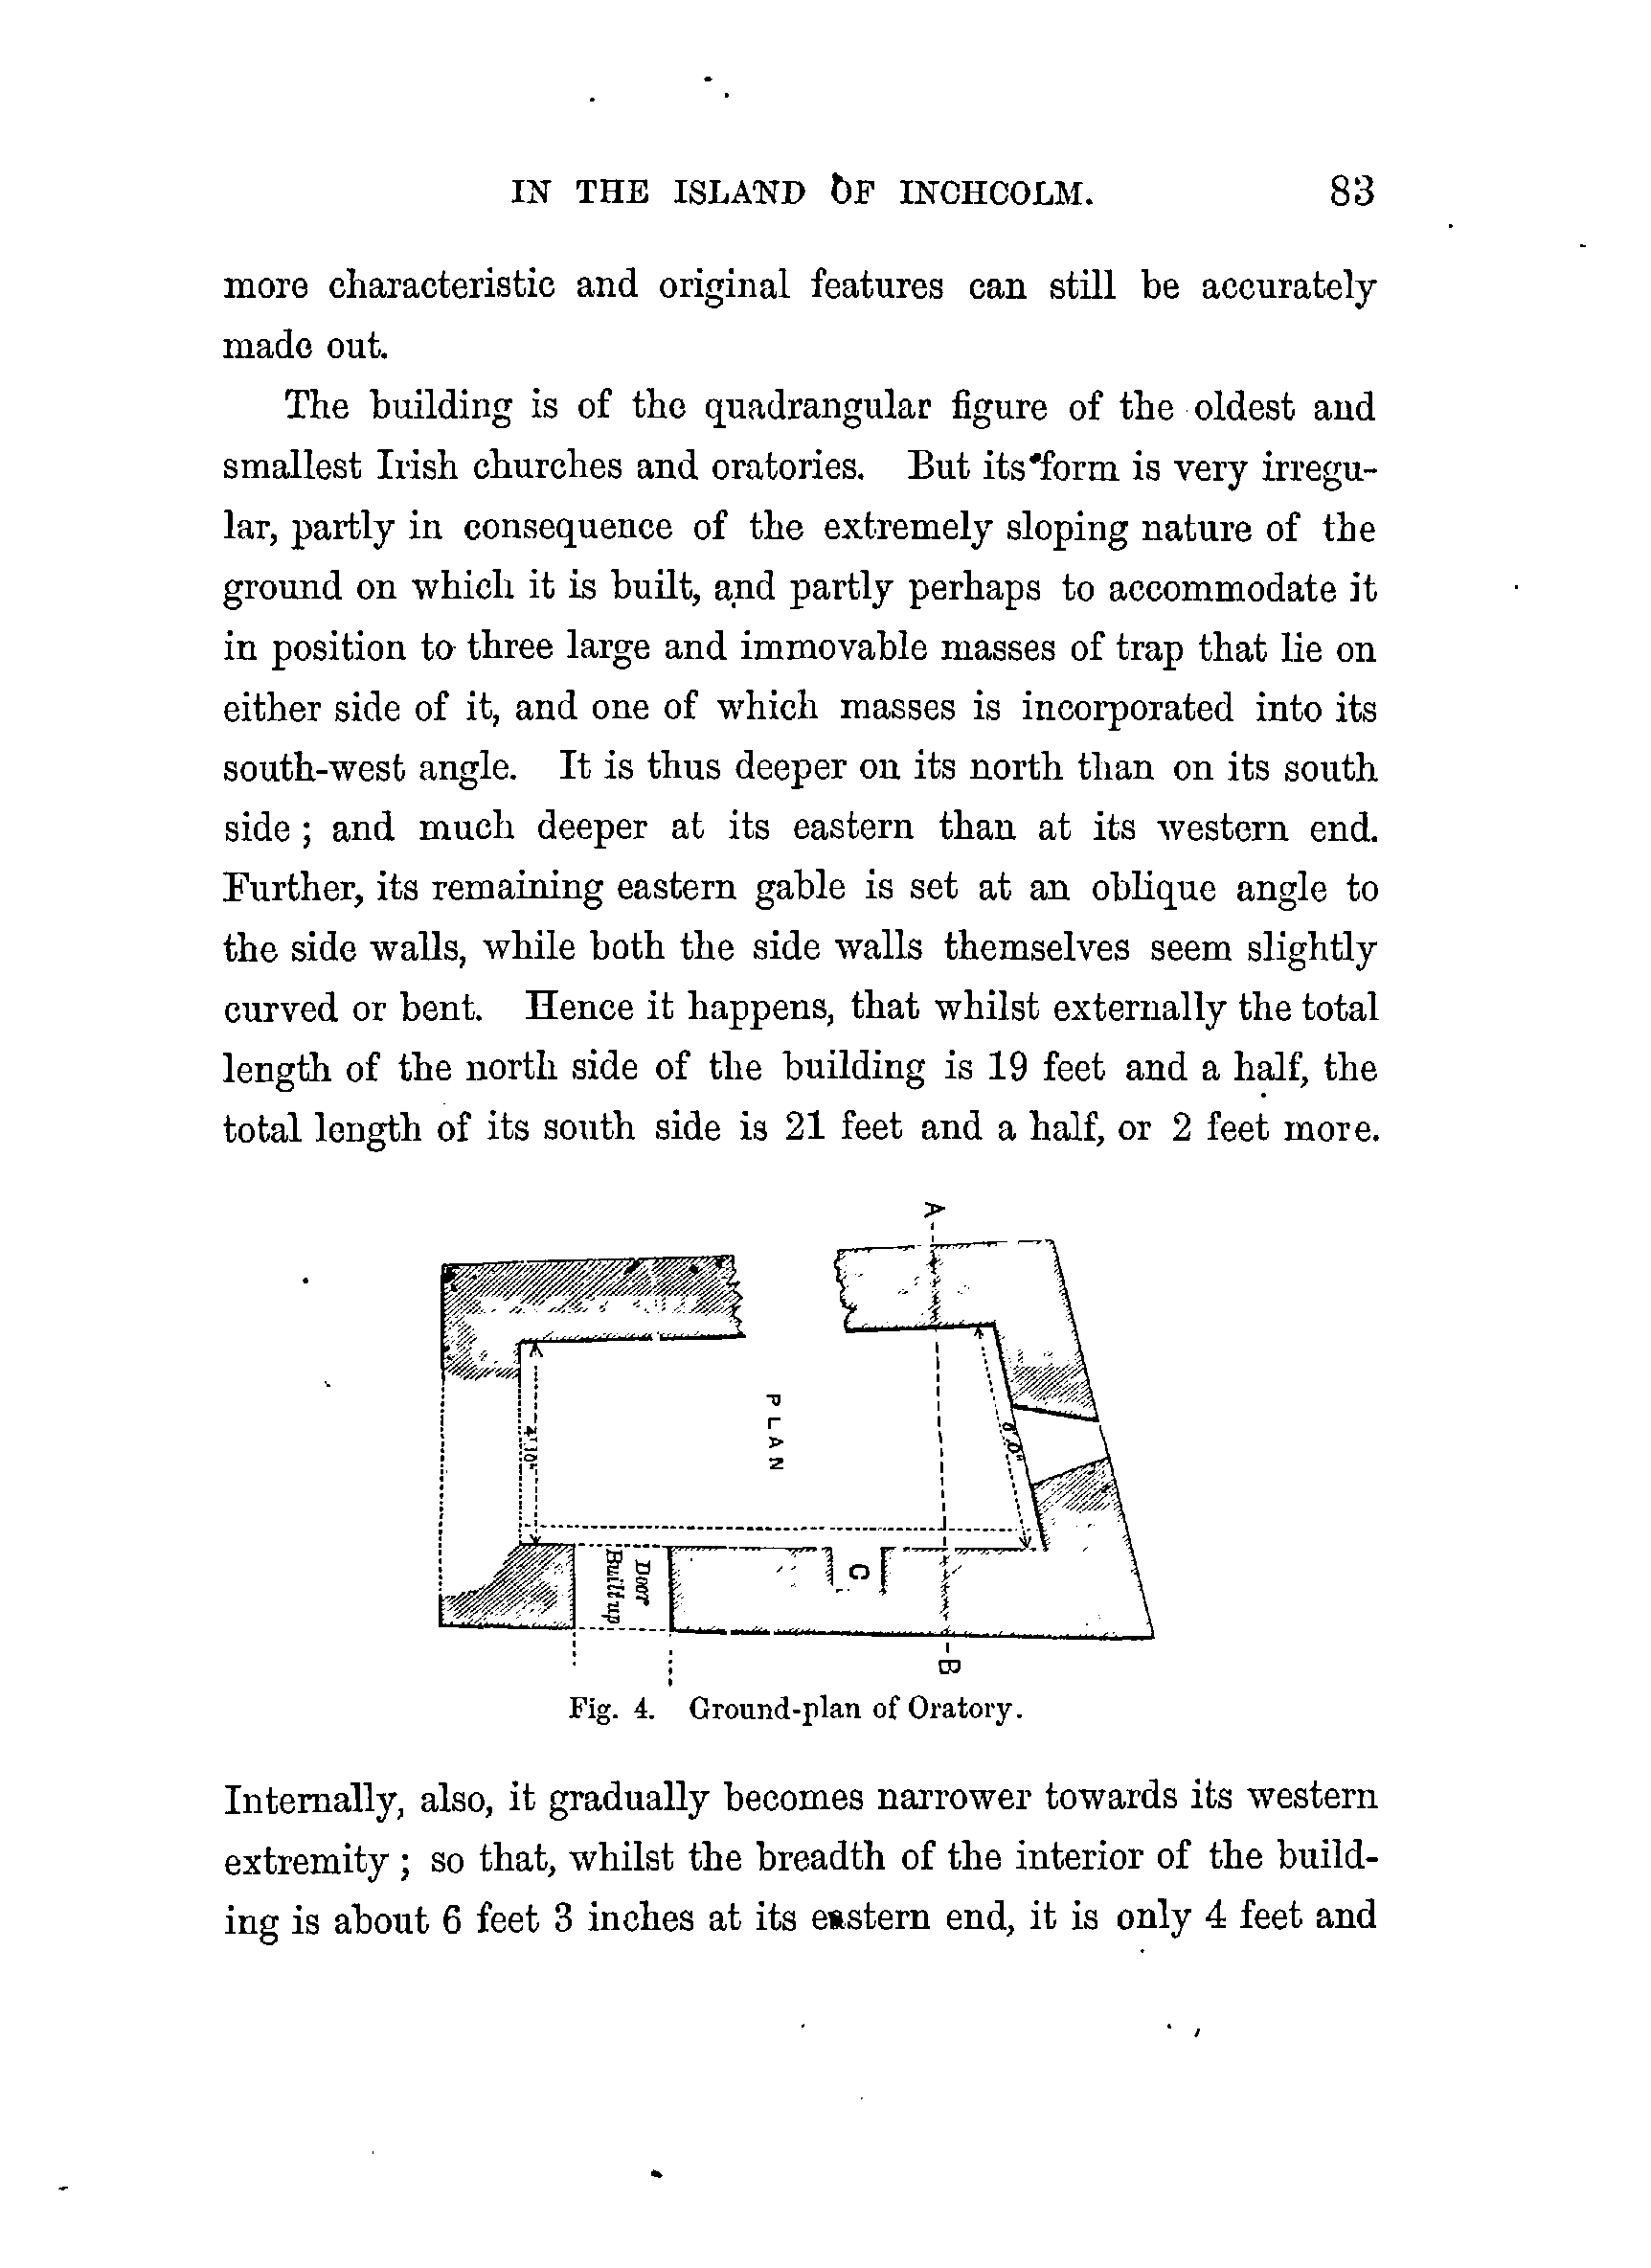 IN THE ISLAND OF INCHCOLM. 83
more characteristic and original features can still be accurately
made out.
The building is of the quadrangular figure of the oldest and
smallest Irish churches and oratories. But its form is very irregu-
lar, partly in consequence of the extremely sloping nature of the
ground on which it is built, and partly perhaps to accommodate it
in position to three large and immovable masses of trap that lie on
either side of it, and one of which masses is incorporated into its
south-west angle. It is thus deeper on its north than on its south
side; and much deeper at its eastern than at its western end.
Further, its remaining eastern gable is set at an oblique angle to
the side walls, while both the side walls themselves seem slightly
curved or bent. Hence it happens, that whilst externally the total
length of the north side of the building is 19 feet and a half, the
total length of its south side is 21 feet and a half, or 2 feet more.
A
PLAN
4' 10"
Door
Built up
C
B
Fig. 4. Ground-plan of Oratory.
Internally, also, it gradually becomes narrower towards its western
extremity; so that, whilst the breadth of the interior of the build-
ing is about 6 feet 3 inches at its eastern end, it is only 4 feet and